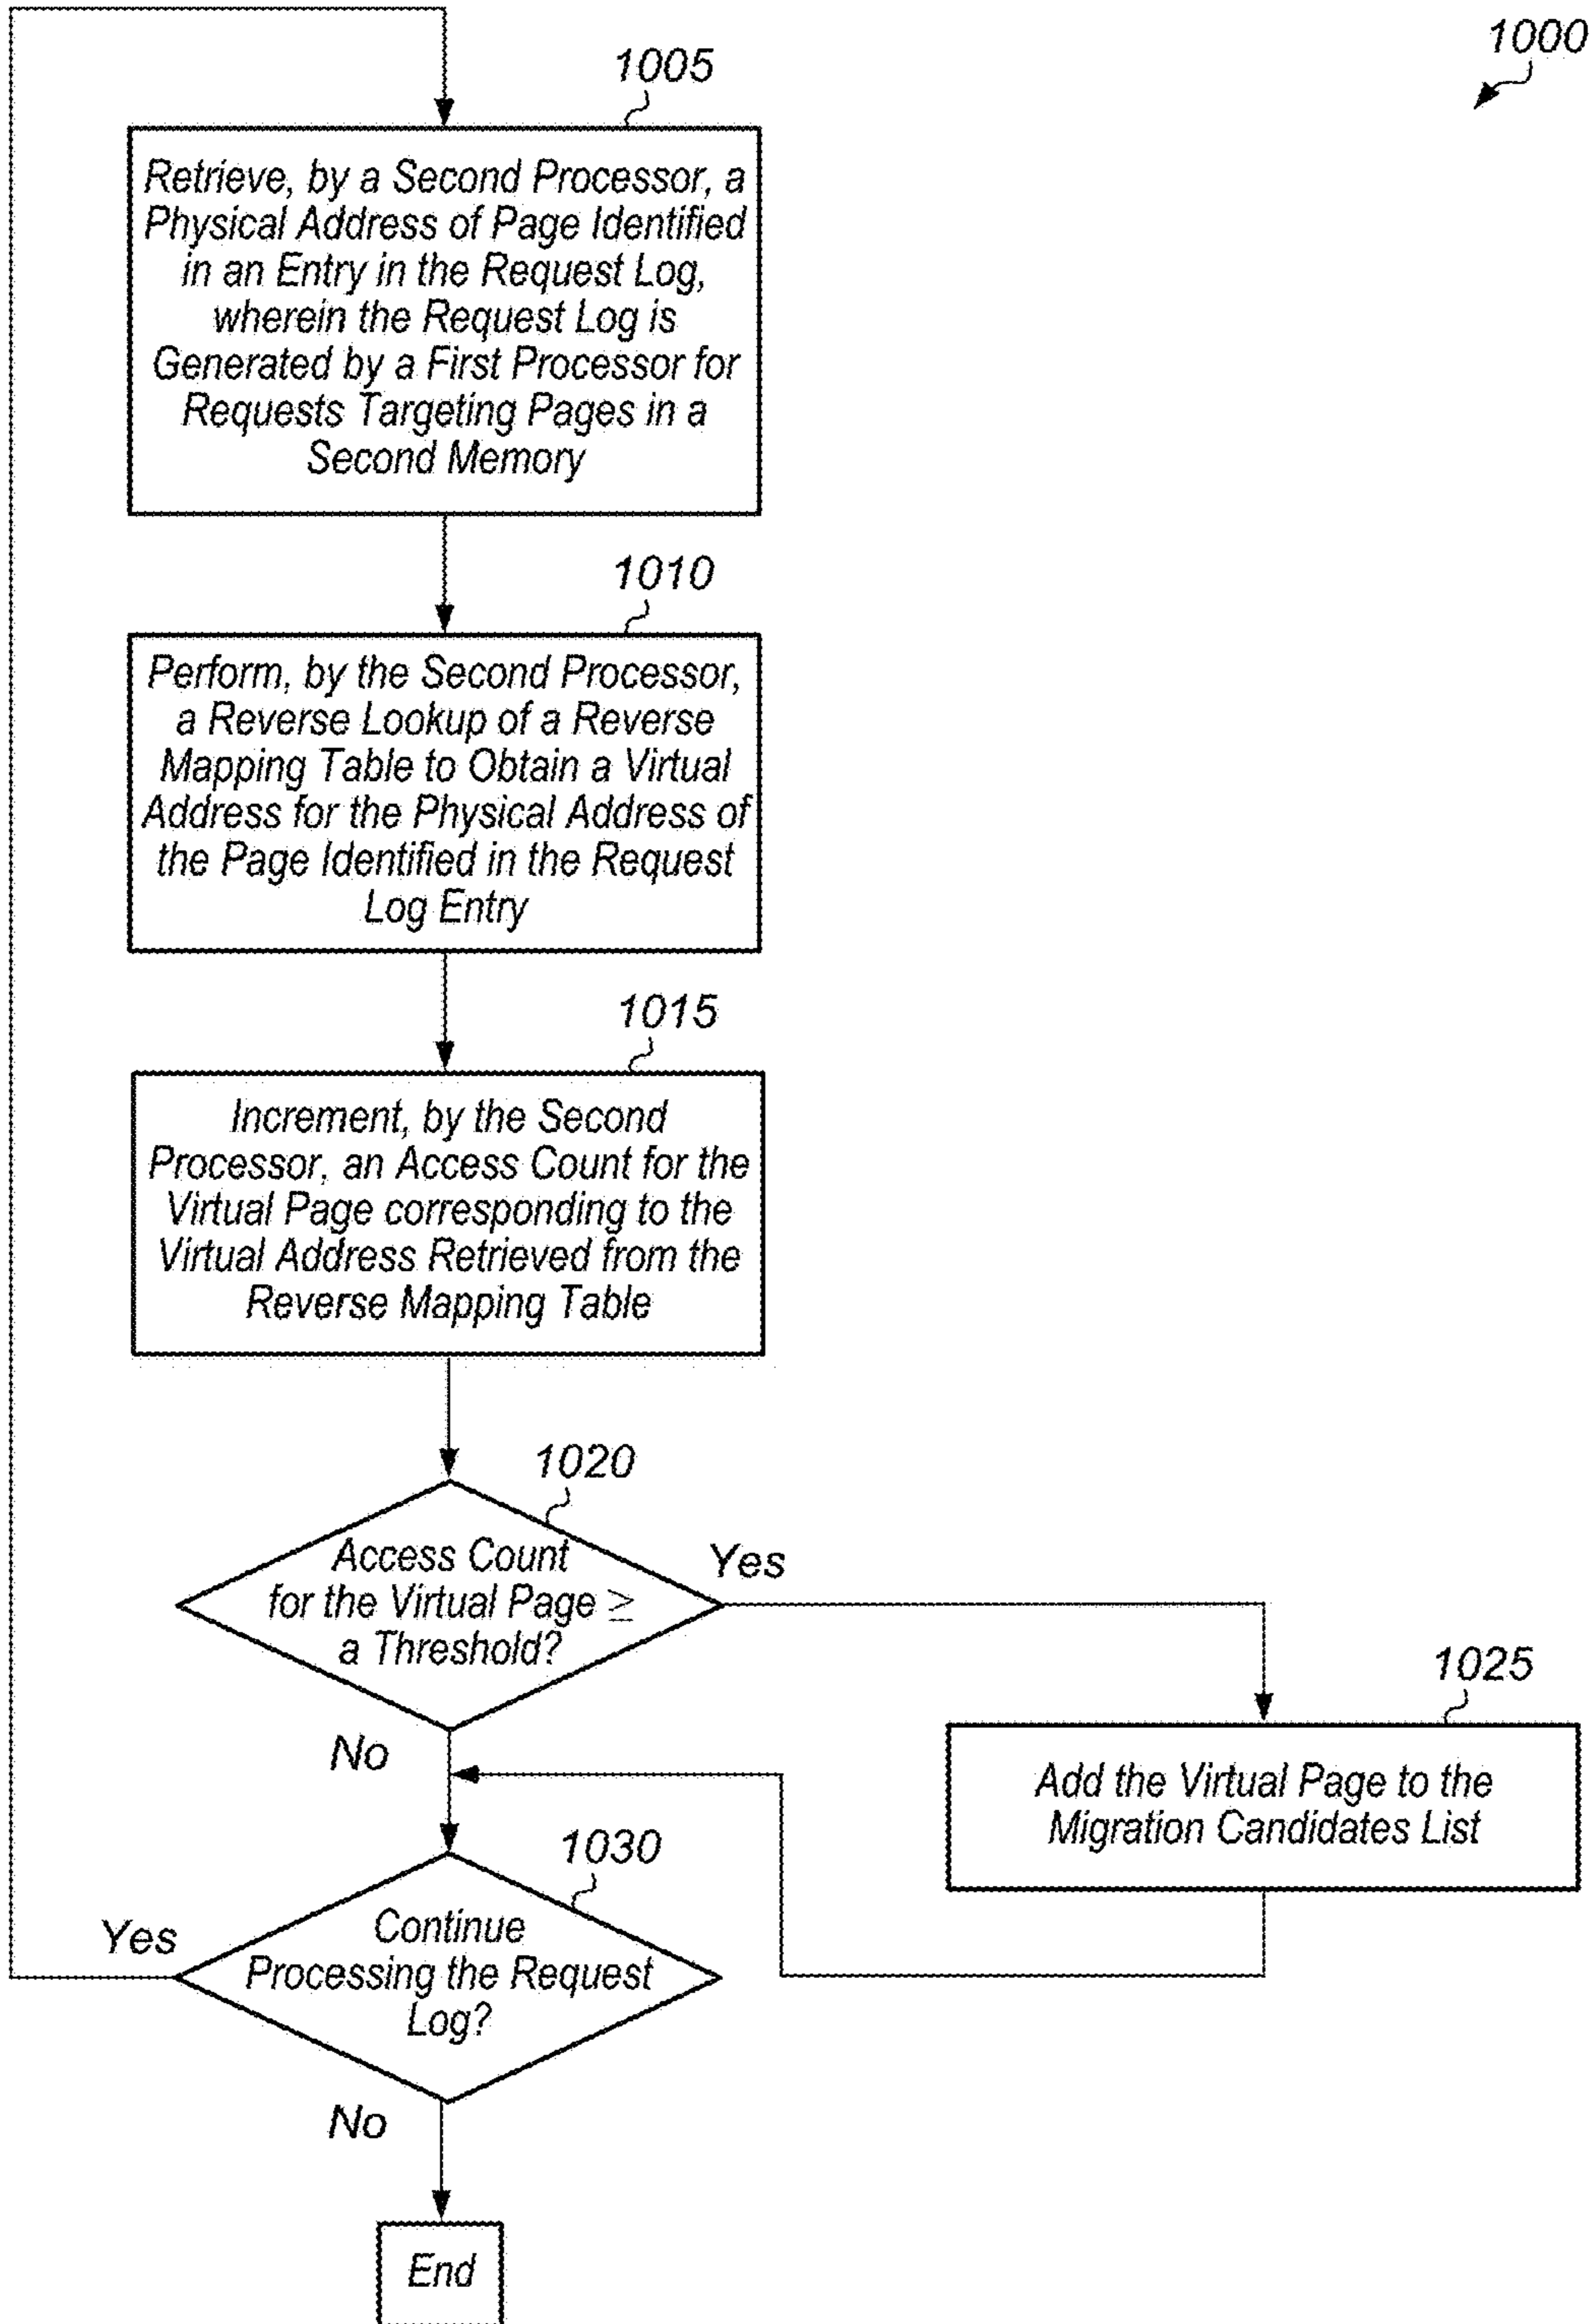 1000
1005
Retrieve, by a Second Processor, a
Physical Address of Page Identified
in an Entry in the Request Log,
wherein the Request Log is
Generated by a First Processor for
Requests Targeting Pages in a
Second Memory
1010
Perform, by the Second Processor,
a Reverse Lookup of a Reverse
Mapping Table to Obtain a Virtual
Address for the Physical Address of
the Page Identified in the Request
Log Entry
1015
Increment, by the Second
Processor, an Access Count for the
Virtual Page corresponding to the
Virtual Address Retrieved from the
Reverse Mapping Table
1020
Access Count
for the Virtual Page ≥
a Threshold?
Yes
No
1025
Add the Virtual Page to the
Migration Candidates List
1030
Continue
Processing the Request
Log?
Yes
No
End